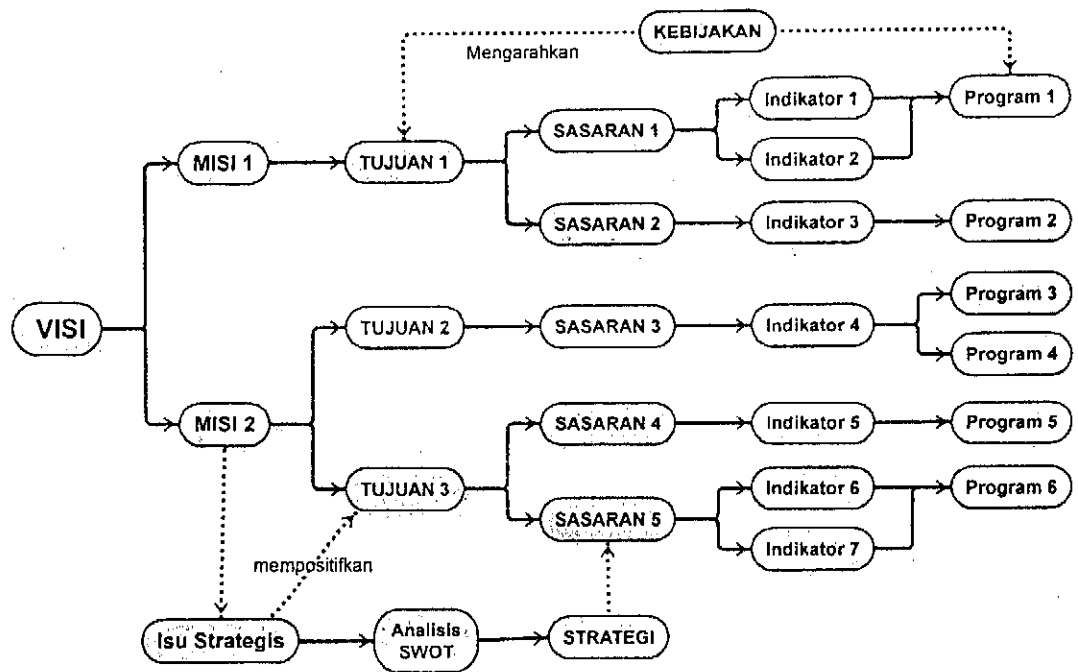 KEBIJAKAN
Mengarahkan
Indikator 1
Program 1
SASARAN 1
MISI 1
TUJUAN 1
Indikator 2
SASARAN 2
Indikator 3
Program 2
Program 3
VISI
TUJUAN 2
SASARAN 3
Indikator 4
Program 4
MISI 2
SASARAN 4
Indikator 5
Program 5
TUJUAN 3
Indikator 6
Program 6
SASARAN 5
Indikator 7
mempositifkan
Isu Strategis
Analisis
SWOT
STRATEGI